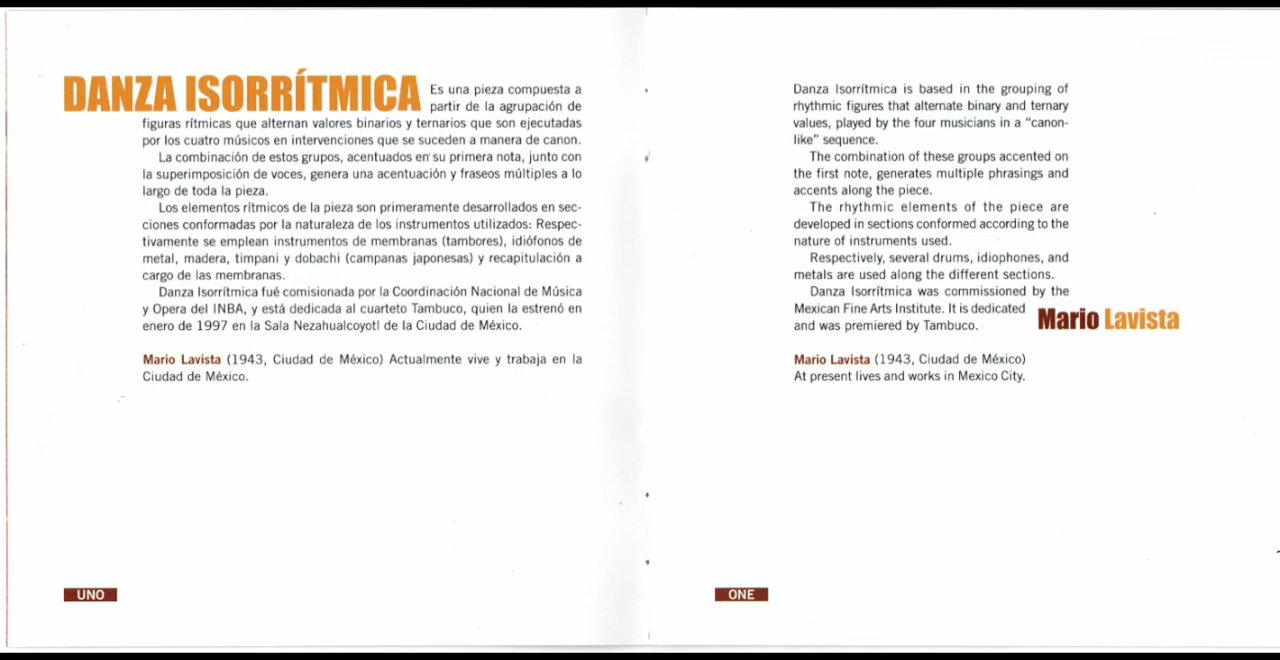 DANZA ISORRÍTMICA Es una pieza compuesta a
partir de la agrupación de
figuras rítmicas que alternan valores binarios y ternarios que son ejecutadas
por los cuatro músicos en intervenciones que se suceden a manera de canon.
La combinación de estos grupos, acentuados en su primera nota, junto con
la superimposición de voces, genera una acentuación y fraseos múltiples a lo
largo de toda la pieza.
Los elementos rítmicos de la pieza son primeramente desarrollados en sec-
ciones conformadas por la naturaleza de los instrumentos utilizados: Respec-
tivamente se emplean instrumentos de membranas (tambores), idiófonos de
metal, madera, timpani y dobachi (campanas japonesas) y recapitulación a
cargo de las membranas.
Danza Isorrítmica fué comisionada por la Coordinación Nacional de Música
y Opera del INBA, y está dedicada al cuarteto Tambuco, quien la estrenó en
enero de 1997 en la Sala Nezahualcoyotl de la Ciudad de México.
Mario Lavista (1943, Ciudad de México) Actualmente vive y trabaja en la
Ciudad de México.
UNO
Danza Isorrítmica is based in the grouping of
rhythmic figures that alternate binary and ternary
values, played by the four musicians in a “canon-
like” sequence.
The combination of these groups accented on
the first note, generates multiple phrasings and
accents along the piece.
The rhythmic elements of the piece are
developed in sections conformed according to the
nature of instruments used.
Respectively, several drums, idiophones, and
metals are used along the different sections.
Danza Isorrítmica was commissioned by the
Mexican Fine Arts Institute. It is dedicated
and was premiered by Tambuco.
Mario Lavista
Mario Lavista (1943, Ciudad de México)
At present lives and works in Mexico City.
ONE